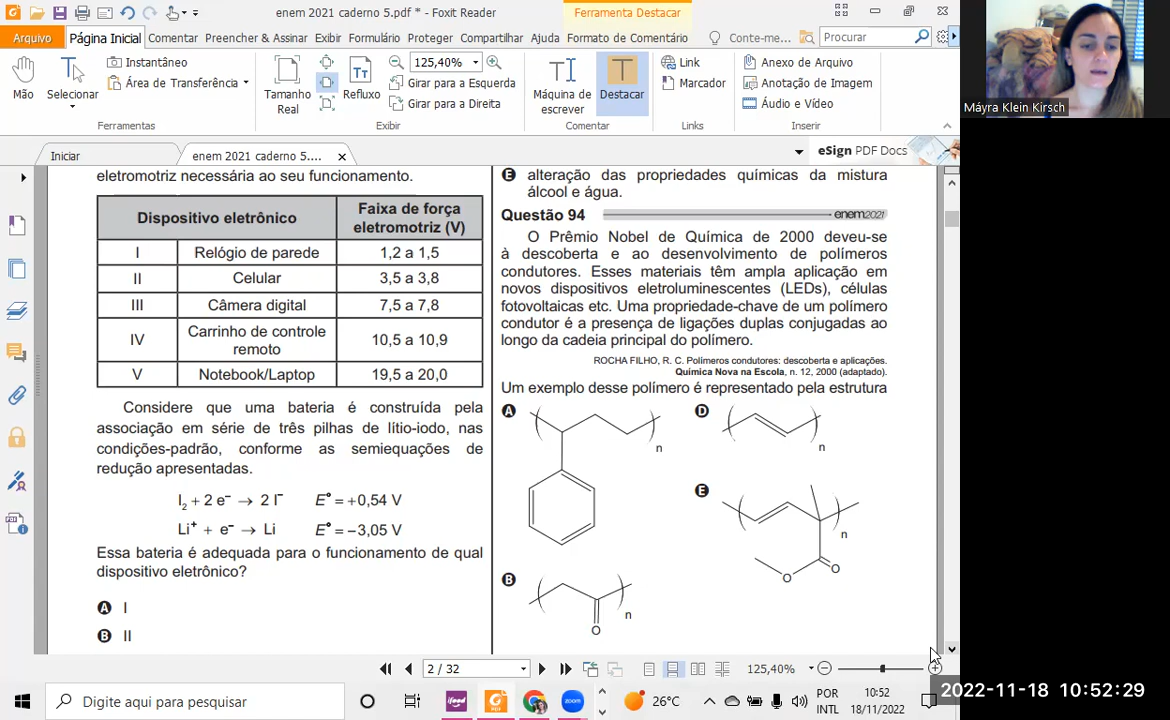 enem 2021 caderno 5.pdf * - Foxit Reader
Ferramenta Destacar
Arquivo
Página Inicial
Comentar
Preencher & Assinar
Exibir
Formulário
Proteger
Compartilhar
Ajuda
Formato de Comentário
Conte-me...
Procurar
Mão
Selecionar
Instantâneo
Área de Transferência
Ferramentas
Tamanho Real
Refluxo
125,40%
Girar para a Esquerda
Girar para a Direita
Exibir
Máquina de escrever
Destacar
Comentar
Link
Marcador
Links
Anexo de Arquivo
Anotação de Imagem
Áudio e Vídeo
Inserir
Máyra Klein Kirsch
Iniciar
enem 2021 caderno 5....
eSign PDF Docs
eletromotriz necessária ao seu funcionamento.
Dispositivo eletrônico
Faixa de força eletromotriz (V)
I Relógio de parede 1,2 a 1,5
II Celular 3,5 a 3,8
III Câmera digital 7,5 a 7,8
IV Carrinho de controle remoto 10,5 a 10,9
V Notebook/Laptop 19,5 a 20,0
Considere que uma bateria é construída pela
associação em série de três pilhas de lítio-iodo, nas
condições-padrão, conforme as semiequações de
redução apresentadas.
I₂ + 2 e⁻ → 2 I⁻ E° = +0,54 V
Li⁺ + e⁻ → Li E° = −3,05 V
Essa bateria é adequada para o funcionamento de qual
dispositivo eletrônico?
A I
B II
E alteração das propriedades químicas da mistura
álcool e água.
Questão 94 enem2021
O Prêmio Nobel de Química de 2000 deveu-se
à descoberta e ao desenvolvimento de polímeros
condutores. Esses materiais têm ampla aplicação em
novos dispositivos eletroluminescentes (LEDs), células
fotovoltaicas etc. Uma propriedade-chave de um polímero
condutor é a presença de ligações duplas conjugadas ao
longo da cadeia principal do polímero.
ROCHA FILHO, R. C. Polímeros condutores: descoberta e aplicações.
Química Nova na Escola, n. 12, 2000 (adaptado).
Um exemplo desse polímero é representado pela estrutura
A n
D n
E n
O
O
B n
O
2 / 32
125,40%
Digite aqui para pesquisar
ifood
zoom
26°C
POR
INTL
10:52
18/11/2022
2022-11-18 10:52:29